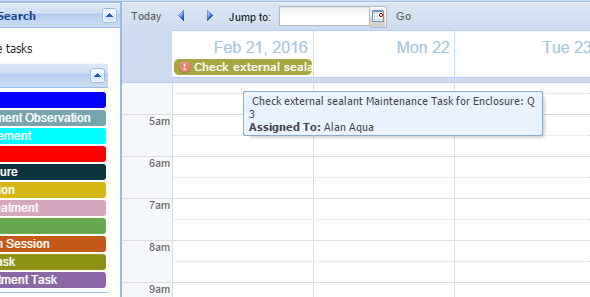 Search
Today Jump to: Go
e tasks
Feb 21, 2016 Mon 22 Tue 23
Check external seala
Check external sealant Maintenance Task for Enclosure: Q
3
Assigned To: Alan Aqua
ment Observation
ement
ure
ion
eatment
n Session
ask
tment Task
5am
6am
7am
8am
9am